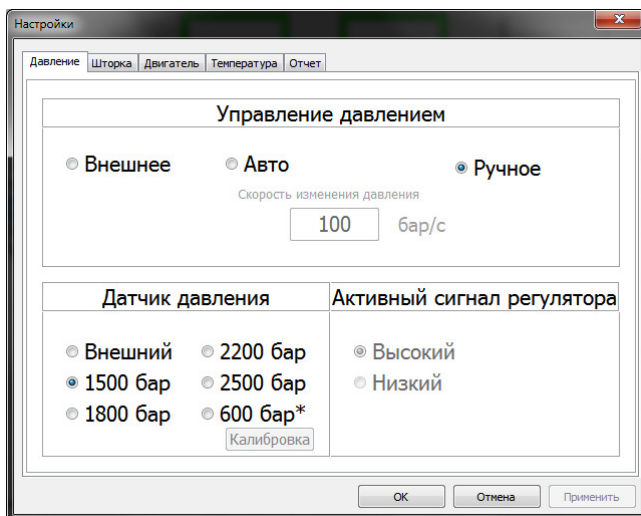 Настройки
Давление Шторка Двигатель Температура Отчет
Управление давлением
Внешнее Авто Ручное
Скорость изменения давления
100 бар/с
Датчик давления Активный сигнал регулятора
Внешний 2200 бар Высокий
1500 бар 2500 бар Низкий
1800 бар 600 бар*
Калибровка
ОК Отмена Применить